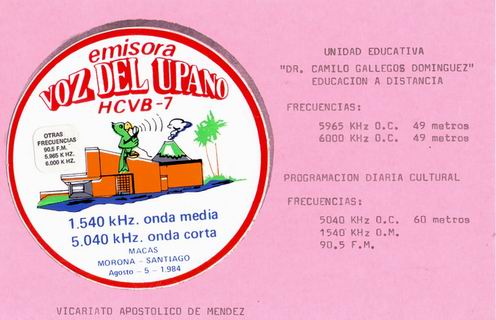 emisora
VOZ DEL UPANO
HCVB-7
OTRAS
FRECUENCIAS
90.5 F.M.
5.965 K HZ.
6.000 K HZ.
1.540 kHz. onda media
5.040 kHz. onda corta
MACAS
MORONA - SANTIAGO
Agosto - 5 - 1.984
UNIDAD EDUCATIVA
"DR. CAMILO GALLEGOS DOMINGUEZ"
EDUCACION A DISTANCIA
FRECUENCIAS:
5965 KHz O.C. 49 metros
6000 KHz O.C. 49 metros
PROGRAMACION DIARIA CULTURAL
FRECUENCIAS:
5040 KHz O.C. 60 metros
1540 KHz O.M.
90.5 F.M.
VICARIATO APOSTOLICO DE MENDEZ